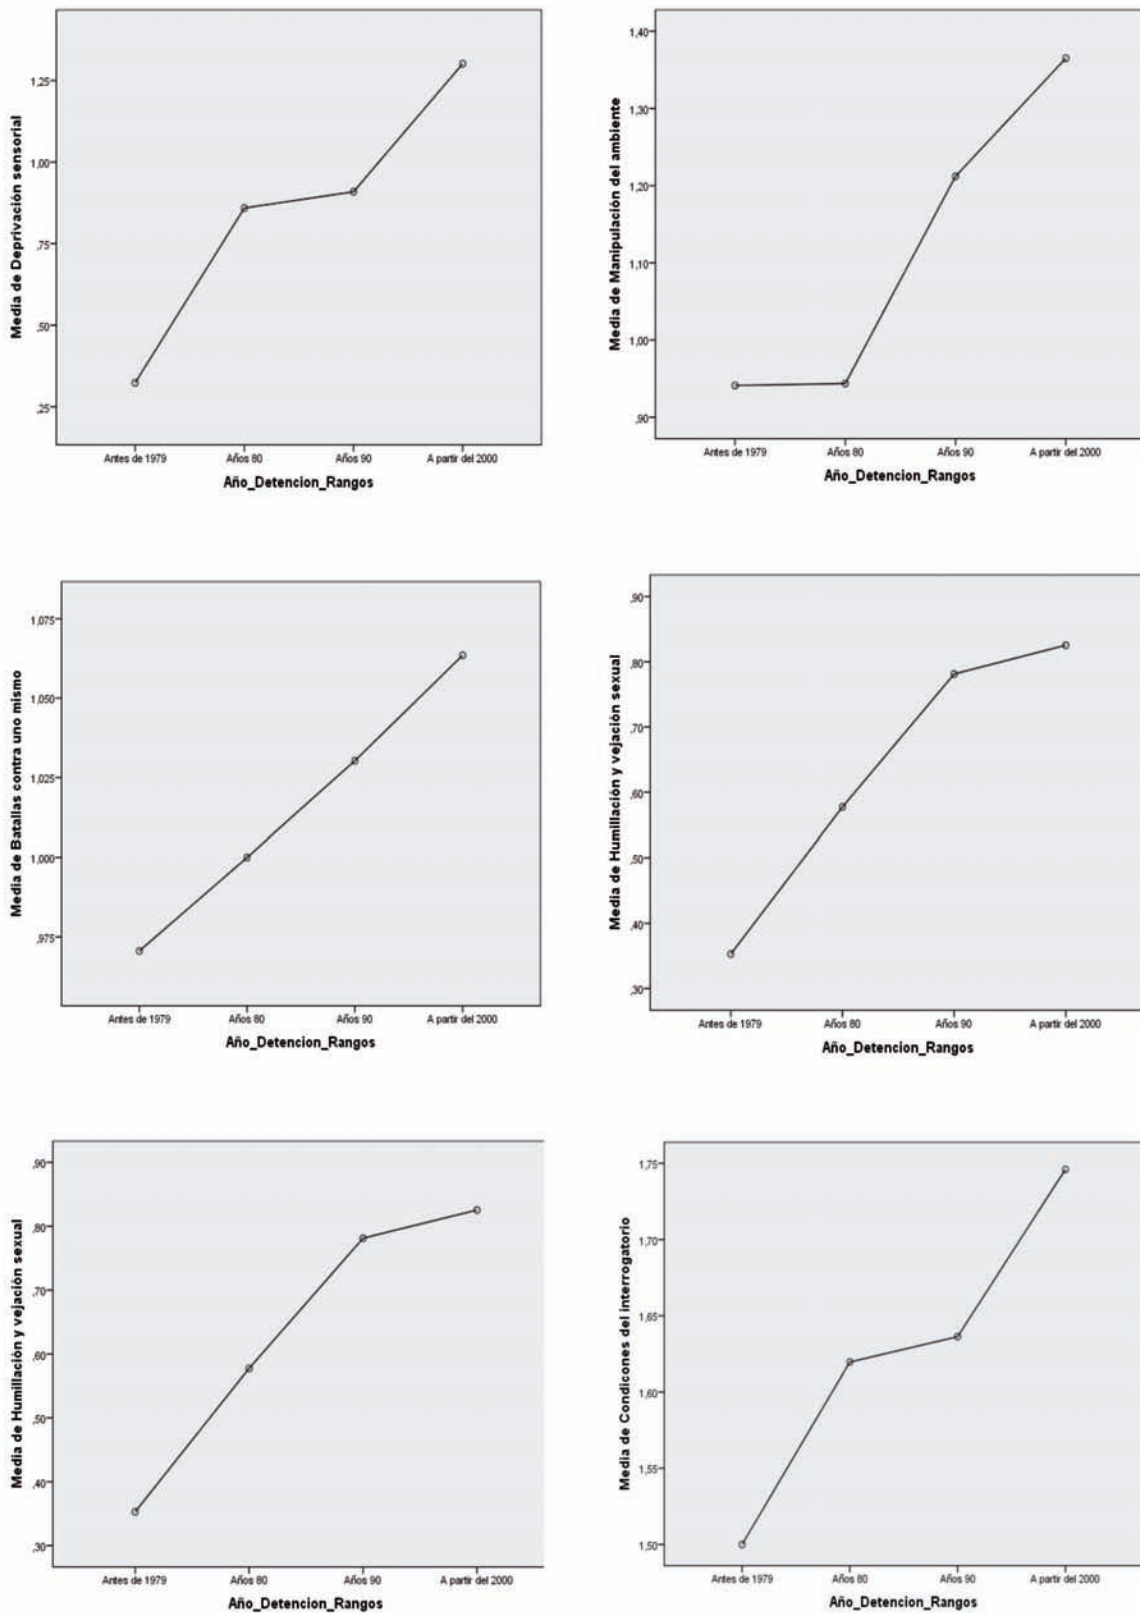 Media de Deprivación sensorial
1,25
1,00
,75
,50
,25
Antes de 1979 Años 80 Años 90 A partir del 2000
Año_Detencion_Rangos
Media de Manipulación del ambiente
1,40
1,30
1,20
1,10
1,00
,90
Antes de 1979 Años 80 Años 90 A partir del 2000
Año_Detencion_Rangos
Media de Batallas contra uno mismo
1,075
1,050
1,025
1,000
,975
Antes de 1979 Años 80 Años 90 A partir del 2000
Año_Detencion_Rangos
Media de Humillación y vejación sexual
,90
,80
,70
,60
,50
,40
,30
Antes de 1979 Años 80 Años 90 A partir del 2000
Año_Detencion_Rangos
Media de Humillación y vejación sexual
,90
,80
,70
,60
,50
,40
,30
Antes de 1979 Años 80 Años 90 A partir del 2000
Año_Detencion_Rangos
Media de Condicones del interrogatorio
1,75
1,70
1,65
1,60
1,55
1,50
Antes de 1979 Años 80 Años 90 A partir del 2000
Año_Detencion_Rangos